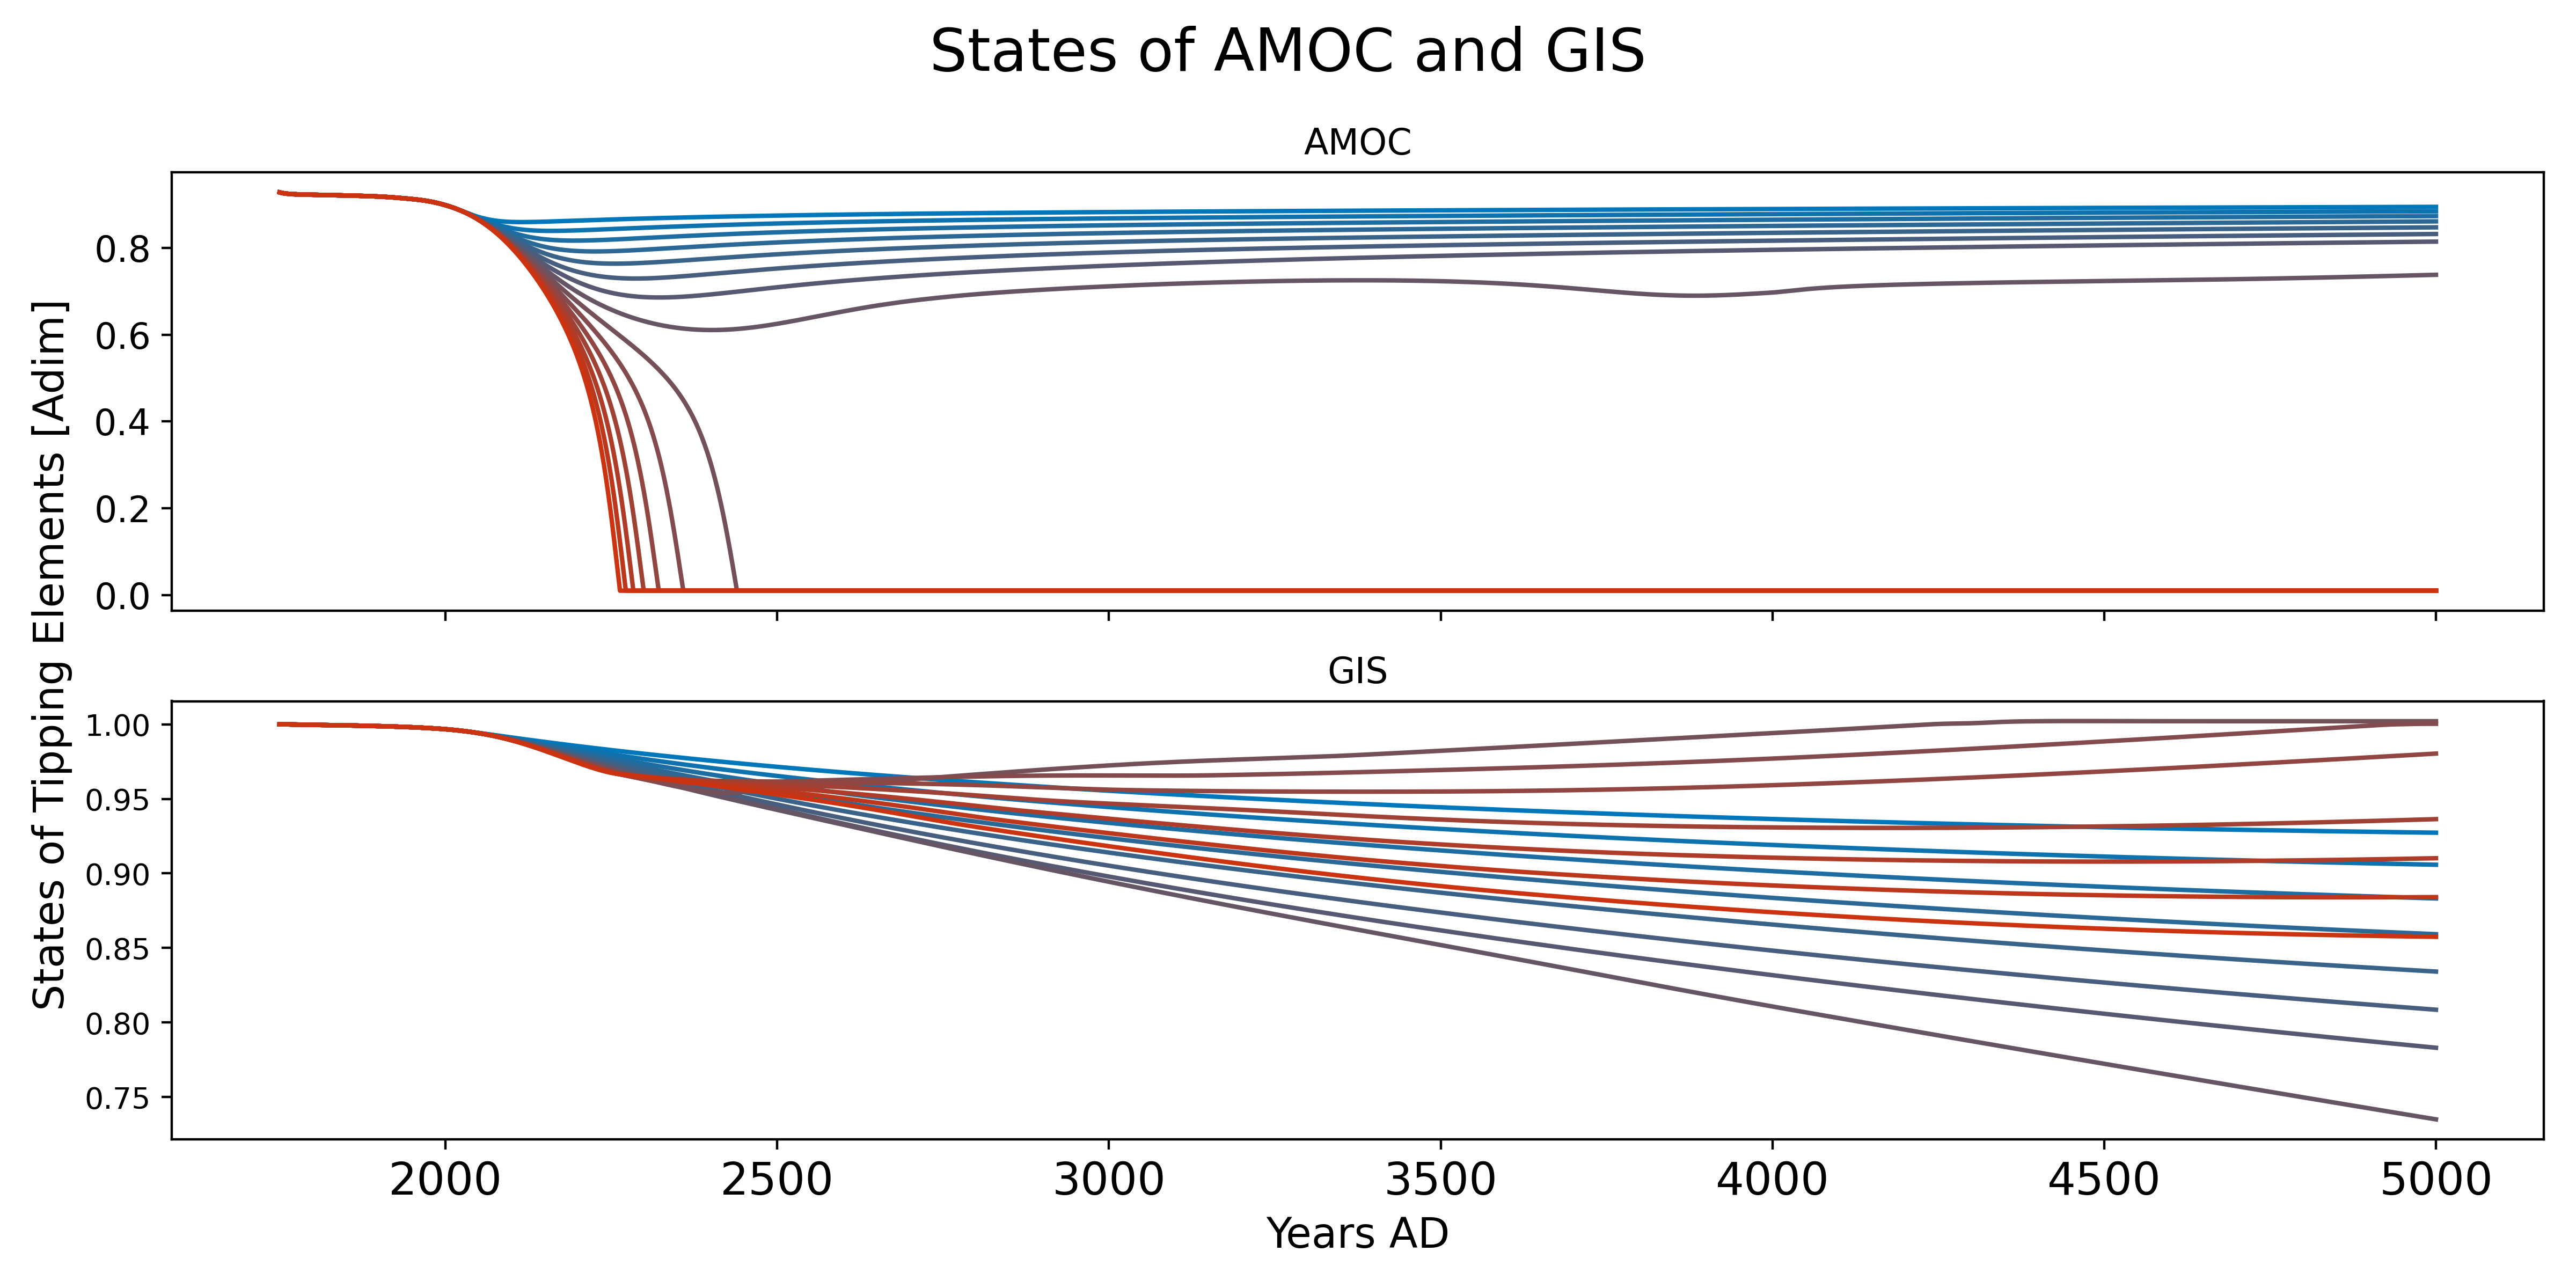 States of AMOC and GIS
AMOC
0.8
0.6
0.4
0.2
0.0
States of Tipping Elements [Adim]
GIS
1.00
0.95
0.90
0.85
0.80
0.75
2000 2500 3000 3500 4000 4500 5000
Years AD